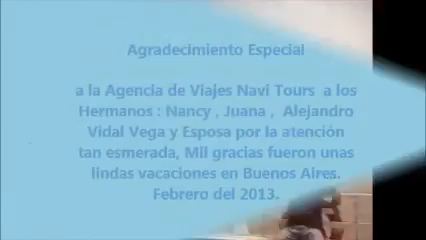 Agradecimiento Especial
a la Agencia de Viajes Navi Tours a los
Hermanos : Nancy , Juana , Alejandro
Vidal Vega y Esposa por la atención
tan esmerada, Mil gracias fueron unas
lindas vacaciones en Buenos Aires.
Febrero del 2013.